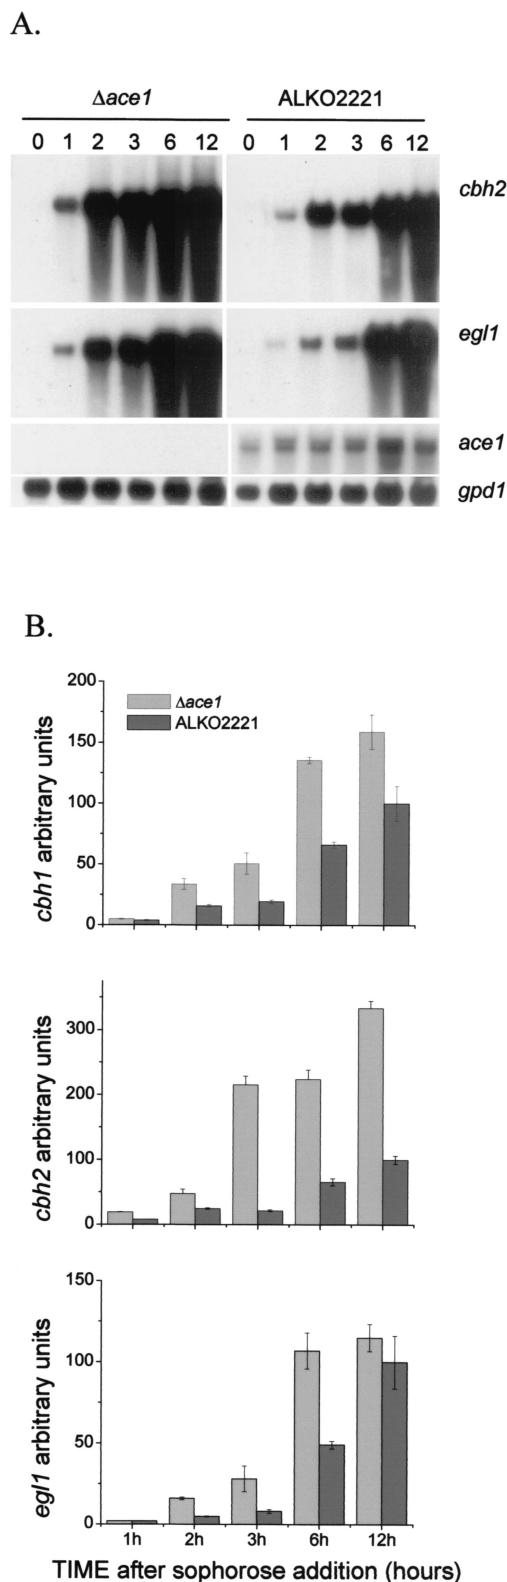 A.
Δace1 ALKO2221
0 1 2 3 6 12 0 1 2 3 6 12
cbh2
egl1
ace1
gpd1
B.
200
150
100
50
0
cbh1 arbitrary units
Δace1
ALKO2221
300
200
100
0
cbh2 arbitrary units
150
100
50
0
egl1 arbitrary units
1h 2h 3h 6h 12h
TIME after sophorose addition (hours)